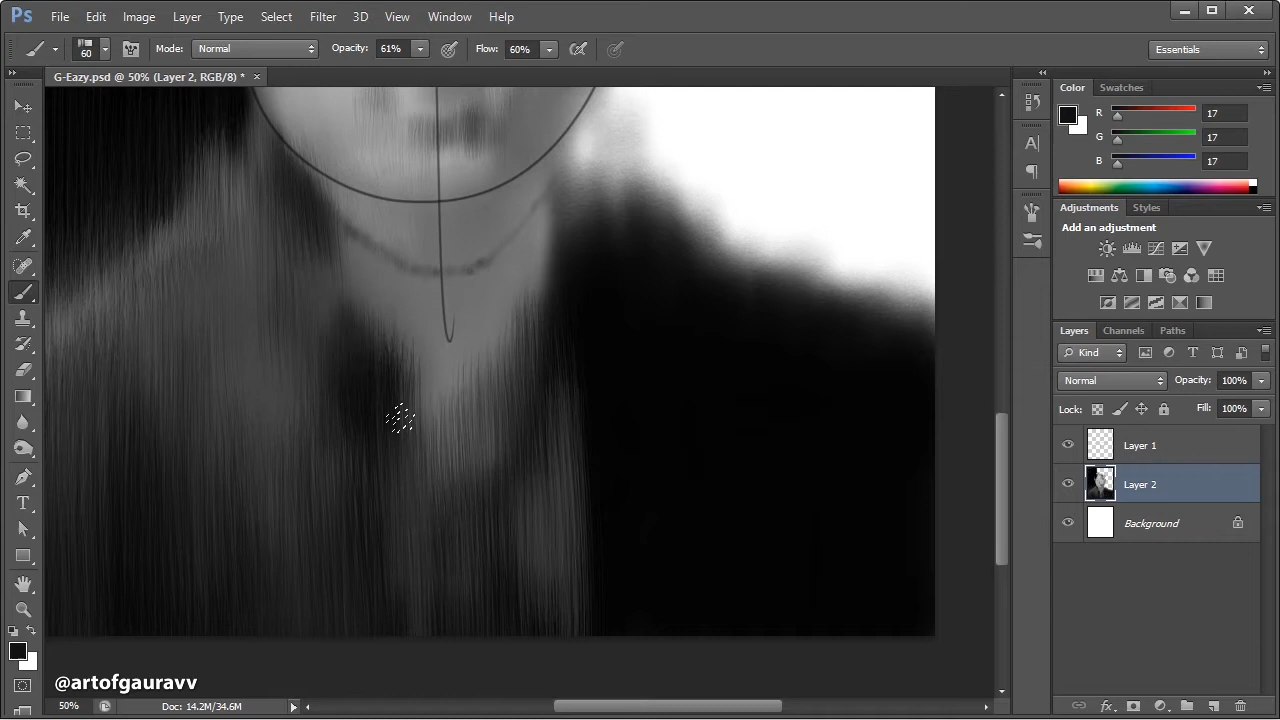 Ps File Edit Image Layer Type Select Filter 3D View Window Help
60 Mode: Normal Opacity: 61% Flow: 60% Essentials
G-Eazy.psd @ 50% (Layer 2, RGB/8) * ×
Color Swatches
R 17
G 17
B 17
Adjustments Styles
Add an adjustment
Layers Channels Paths
Kind
Normal Opacity: 100%
Lock: Fill: 100%
Layer 1
Layer 2
Background
@artofgauravv
50% Doc: 14.2M/34.6M